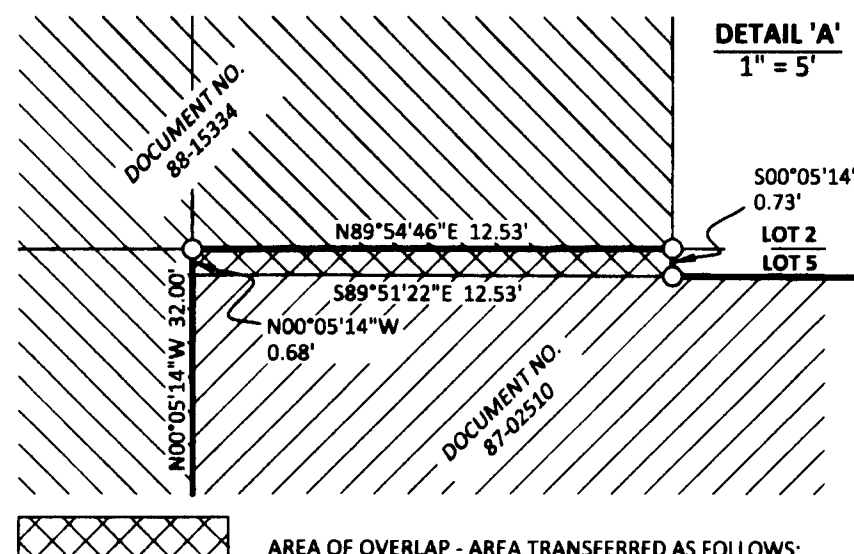 DETAIL 'A'
1" = 5'
DOCUMENT NO.
88-15334
S00°05'14"
0.73'
N89°54'46"E 12.53'
LOT 2
LOT 5
S89°51'22"E 12.53'
N00°05'14"W
0.68'
N00°05'14"W 32.00'
DOCUMENT NO.
87-02510
AREA OF OVERLAP - AREA TRANSFERRED AS FOLLOWS: